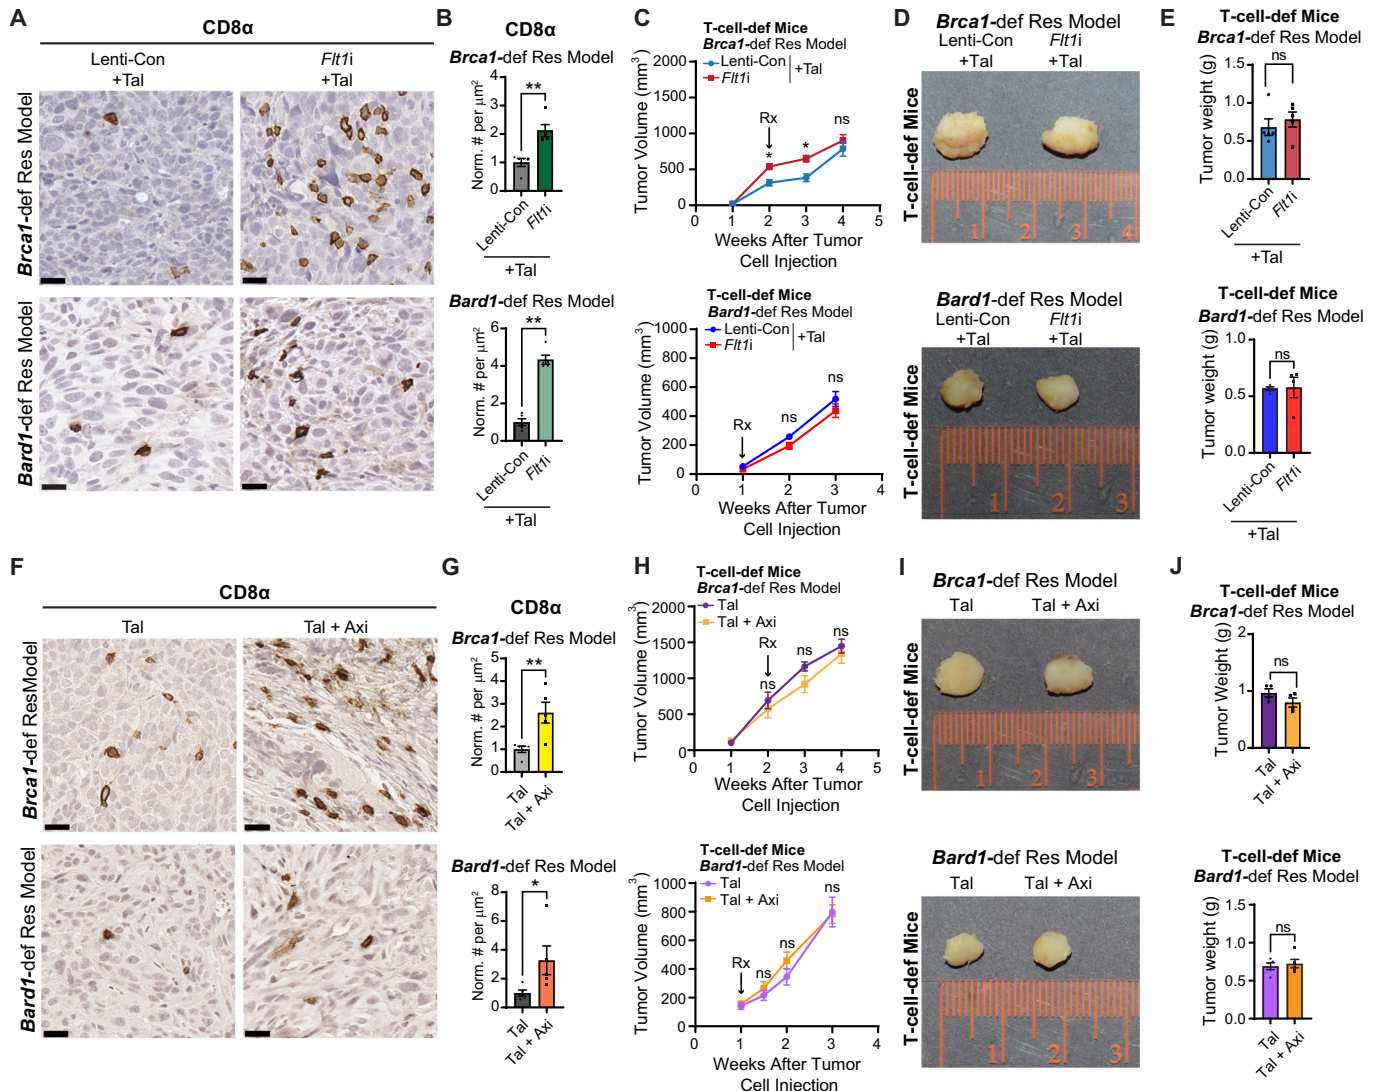 A
CD8α
Lenti-Con
+Tal
Flt1i
+Tal
Brca1-def Res Model
Bard1-def Res Model
B
CD8α
Brca1-def Res Model
Norm. # per μm2
4
2
0
**
Lenti-Con
Flt1i
+Tal
Bard1-def Res Model
Norm. # per μm2
6
4
2
0
**
Lenti-Con
Flt1i
+Tal
C
T-cell-def Mice
Brca1-def Res Model
Lenti-Con
Flt1i
+Tal
Tumor Volume (mm3)
2000
1500
1000
500
0
Rx
*
*
ns
0 1 2 3 4 5
Weeks After Tumor
Cell Injection
T-cell-def Mice
Bard1-def Res Model
Lenti-Con
Flt1i
+Tal
Tumor Volume (mm3)
1000
800
600
400
200
0
Rx
ns
ns
0 1 2 3 4
Weeks After Tumor
Cell Injection
D
Brca1-def Res Model
Lenti-Con
+Tal
Flt1i
+Tal
T-cell-def Mice
1 2 3 4
Bard1-def Res Model
Lenti-Con
+Tal
Flt1i
+Tal
T-cell-def Mice
1 2 3
E
T-cell-def Mice
Brca1-def Res Model
Tumor weight (g)
1.5
1.0
0.5
0.0
ns
Lenti-Con
Flt1i
+Tal
T-cell-def Mice
Bard1-def Res Model
Tumor weight (g)
1.0
0.5
0.0
ns
Lenti-Con
Flt1i
+Tal
F
CD8α
Tal
Tal + Axi
Brca1-def ResModel
Bard1-def Res Model
G
CD8α
Brca1-def Res Model
Norm. # per μm2
5
4
3
2
1
0
**
Tal
Tal + Axi
Bard1-def Res Model
Norm. # per μm2
8
6
4
2
0
*
Tal
Tal + Axi
H
T-cell-def Mice
Brca1-def Res Model
Tal
Tal + Axi
Tumor Volume (mm3)
2000
1500
1000
500
0
Rx
ns
ns
ns
0 1 2 3 4 5
Weeks After Tumor
Cell Injection
T-cell-def Mice
Bard1-def Res Model
Tal
Tal + Axi
Tumor Volume (mm3)
1000
800
600
400
200
0
Rx
ns
ns
ns
0 1 2 3 4
Weeks After Tumor
Cell Injection
I
Brca1-def Res Model
Tal
Tal + Axi
T-cell-def Mice
1 2 3
Bard1-def Res Model
Tal
Tal + Axi
T-cell-def Mice
1 2 3
J
T-cell-def Mice
Brca1-def Res Model
Tumor Weight (g)
2
1
0
ns
Tal
Tal + Axi
T-cell-def Mice
Bard1-def Res Model
Tumor weight (g)
1.5
1.0
0.5
0.0
ns
Tal
Tal + Axi